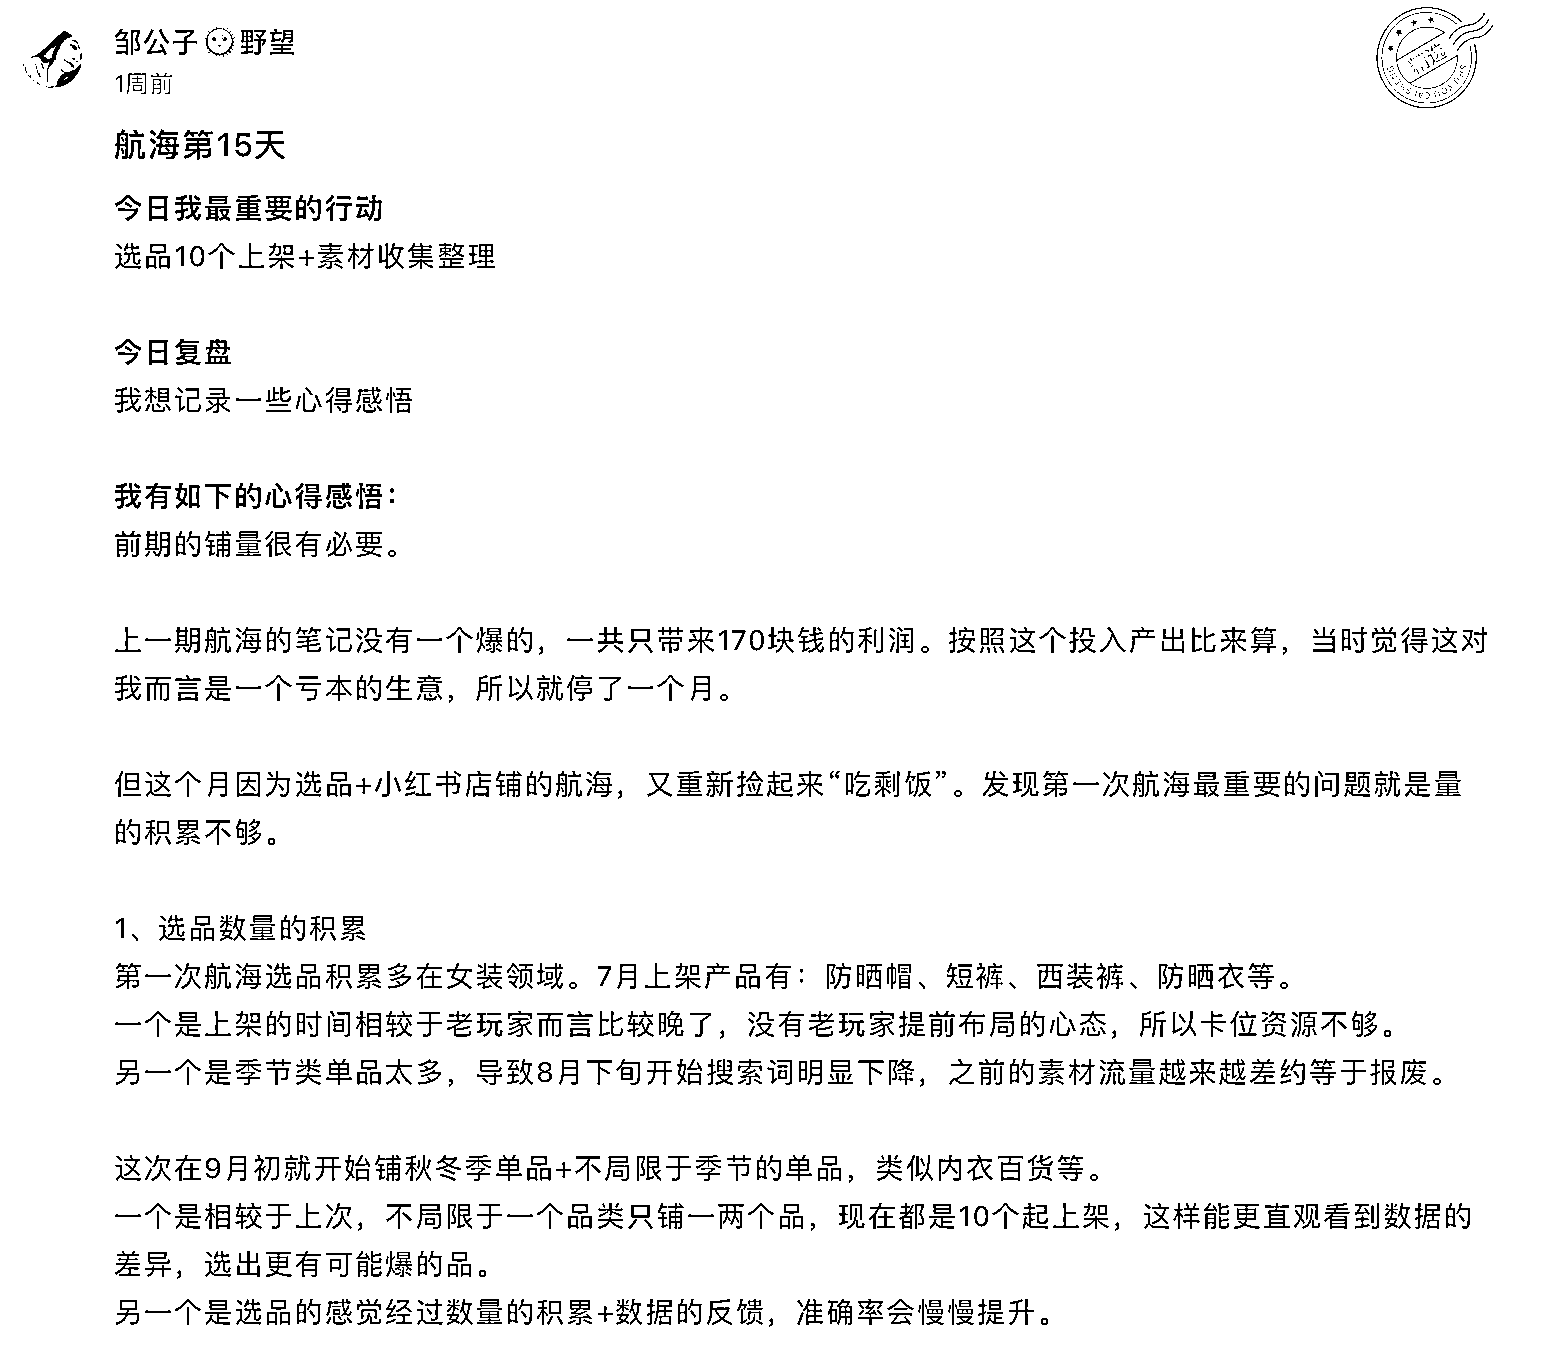 邹公子野望
1周前
航海第15天
今日我最重要的行动
选品10个上架+素材收集整理
今日复盘
我想记录一些心得感悟
我有如下的心得感悟：
前期的铺量很有必要。
上一期航海的笔记没有一个爆的，一共只带来170块钱的利润。按照这个投入产出比来算，当时觉得这对
我而言是一个亏本的生意，所以就停了一个月。
但这个月因为选品+小红书店铺的航海，又重新捡起来“吃剩饭”。发现第一次航海最重要的问题就是量
的积累不够。
1、选品数量的积累
第一次航海选品积累多在女装领域。7月上架产品有：防晒帽、短裤、西装裤、防晒衣等。
一个是上架的时间相较于老玩家而言比较晚了，没有老玩家提前布局的心态，所以卡位资源不够。
另一个是季节类单品太多，导致8月下旬开始搜索词明显下降，之前的素材流量越来越差约等于报废。
这次在9月初就开始铺秋冬季单品+不局限于季节的单品，类似内衣百货等。
一个是相较于上次，不局限于一个品类只铺一两个品，现在都是10个起上架，这样能更直观看到数据的
差异，选出更有可能爆的品。
另一个是选品的感觉经过数量的积累+数据的反馈，准确率会慢慢提升。